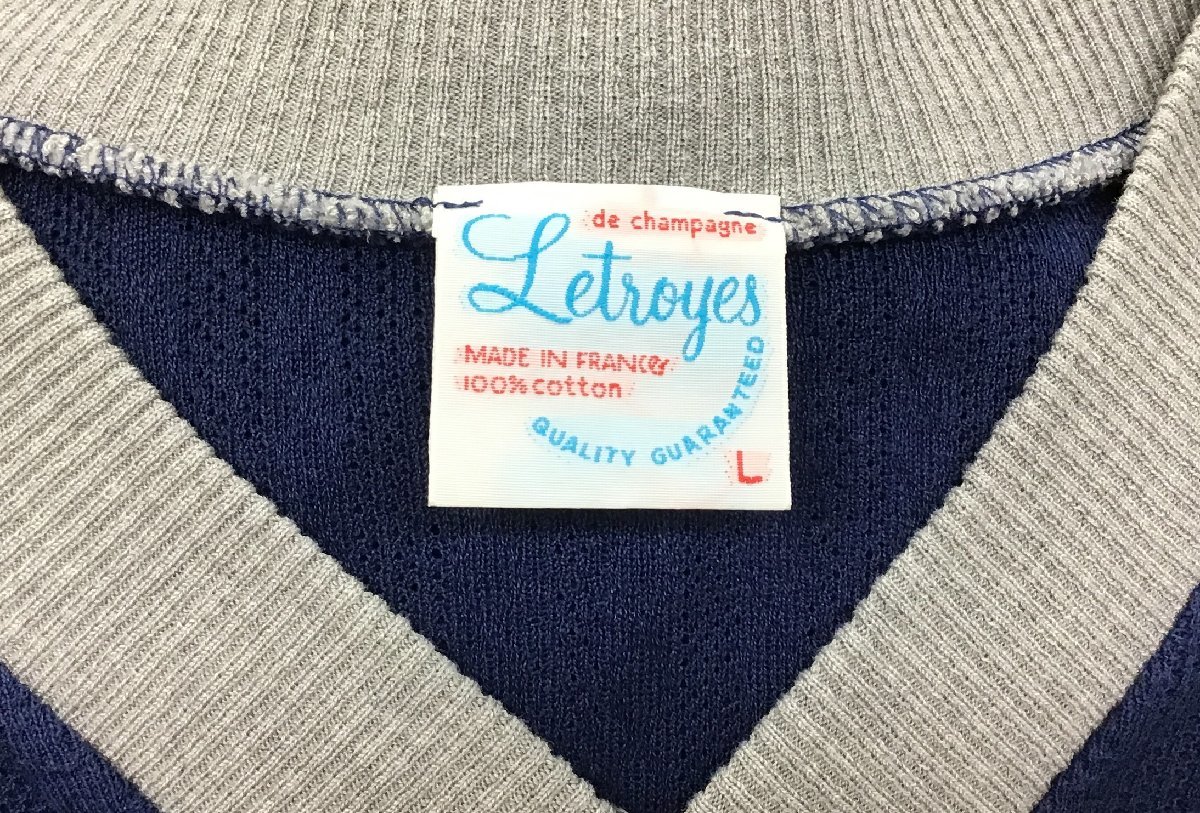 de champagne
Letroyes
MADE IN FRANCE
100% cotton
QUALITY GUARANTEED
L